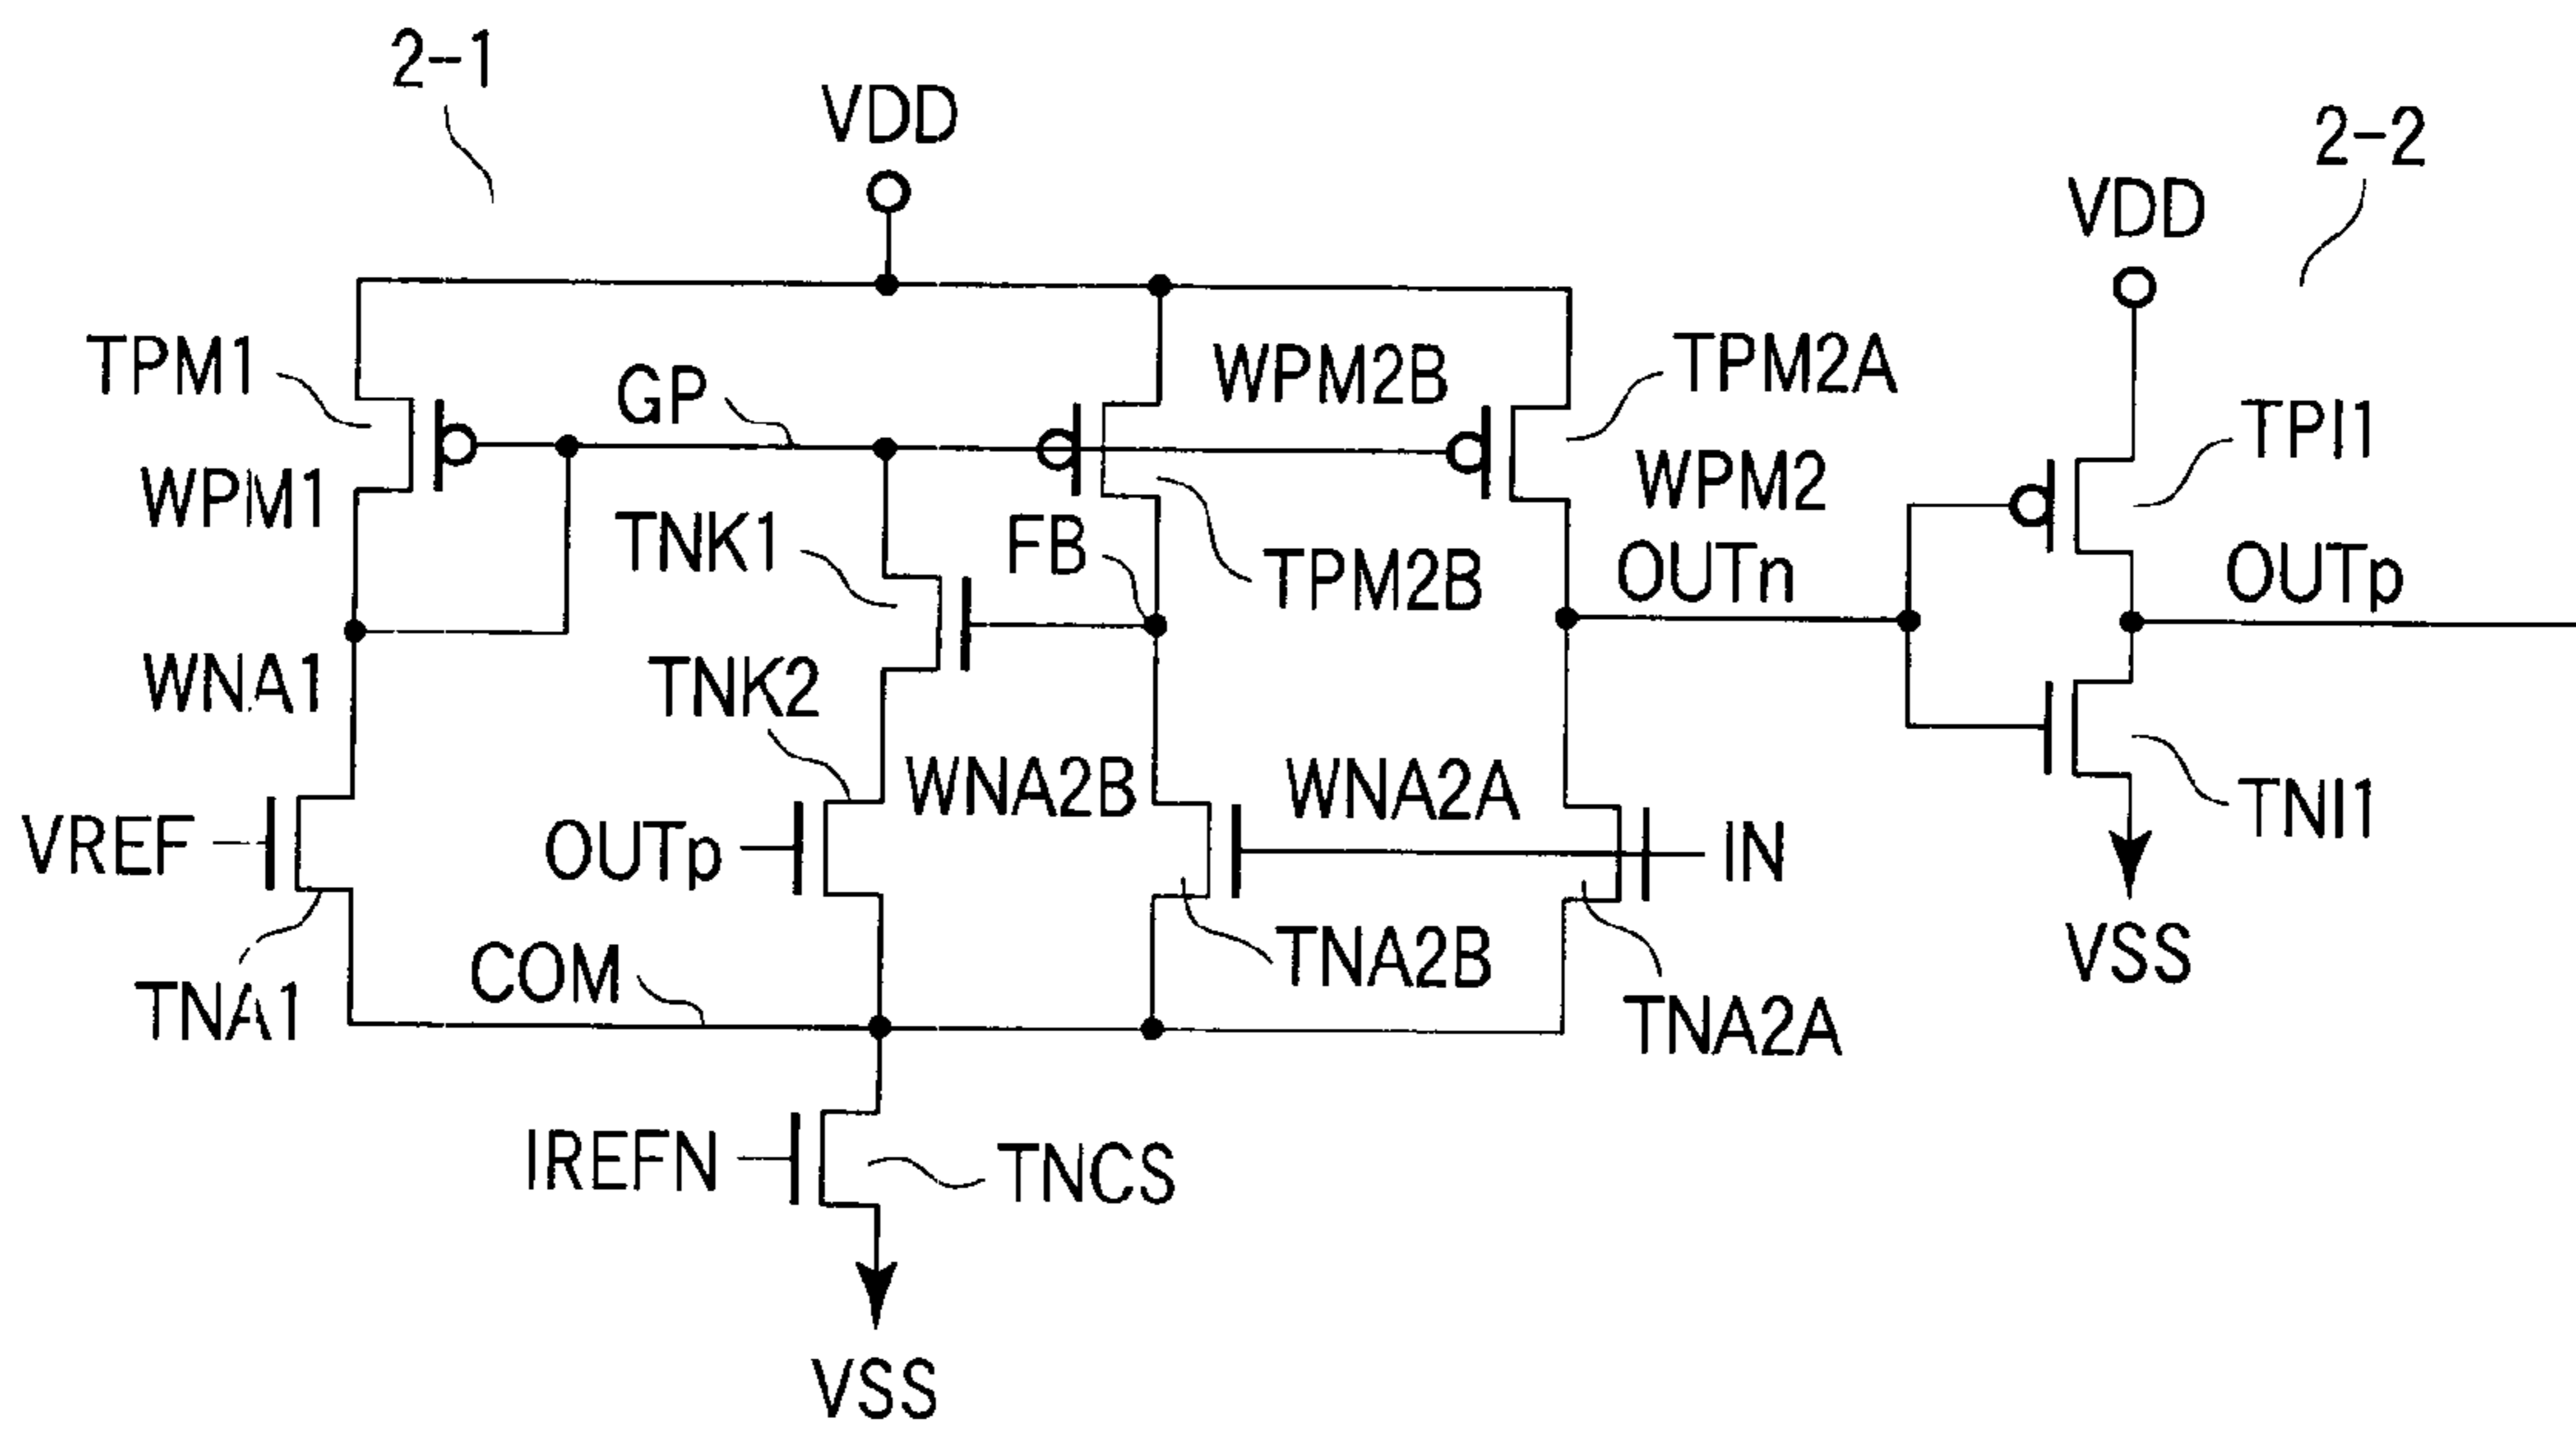 2-1
VDD
2-2
VDD
TPM1
GP
WPM2B
TPM2A
TPI1
WPM1
WPM2
TNK1
FB
TPM2B
OUTn
OUTp
WNA1
TNK2
WNA2B
WNA2A
TNI1
VREF
OUTp
IN
TNA1
COM
TNA2B
VSS
TNA2A
IREFN
TNCS
VSS